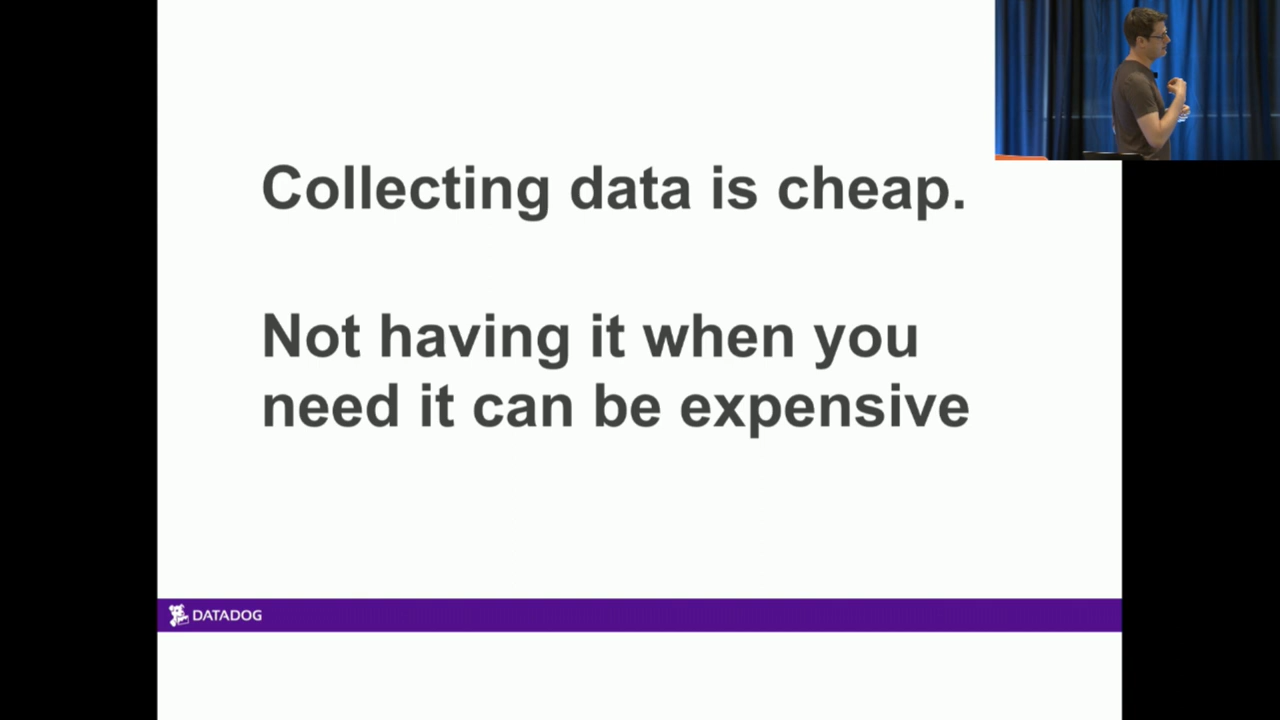 Collecting data is cheap.
Not having it when you
need it can be expensive
DATADOG